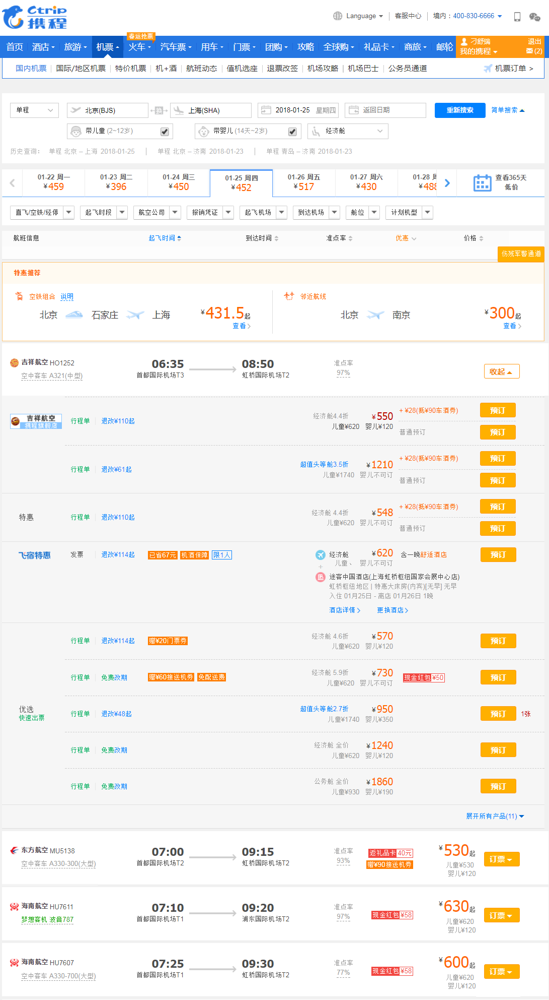 Ctrip
携程
Language 客服中心 境内：400-830-6666
春运抢票
首页 酒店 旅游 机票 火车 汽车票 用车 门票 团购 攻略 全球购 礼品卡 商旅 邮轮
刁舒瑞 退出
我的携程 (2)
国内机票 国际/地区机票 特价机票 机+酒 航班动态 值机选座 退票改签 机场攻略 机场巴士 公务员通道 机票订单 >
单程 北京(BJS) 换 上海(SHA) 2018-01-25 星期四 返回日期 重新搜索 简单搜索
带儿童 (2~12岁) 带婴儿 (14天~2岁) 经济舱
历史查询： 单程 北京 – 上海 2018-01-25 | 单程 北京 – 济南 2018-01-23 | 单程 青岛 – 济南 2018-01-23
01-22 周一 01-23 周二 01-24 周三 01-25 周四 01-26 周五 01-27 周六 01-28 查看365天
¥459 ¥396 ¥450 ¥452 ¥517 ¥430 ¥488 低价
直飞/空铁/经停 起飞时段 航空公司 报销凭证 起飞机场 到达机场 舱位 计划机型
航班信息 起飞时间 到达时间 准点率 优惠 价格
伤残军警通道
特惠推荐
空铁组合 说明 邻近航线
北京 石家庄 上海 ¥431.5起 北京 南京 ¥300起
查看 查看
吉祥航空 HO1252 06:35 08:50 准点率
空中客车 A321(中型) 首都国际机场T3 虹桥国际机场T2 97% 收起
吉祥航空
携程旗舰店
行程单 退改¥110起 经济舱4.4折 ¥550 + ¥28(抵¥90车酒券) 预订
儿童¥620 婴儿¥120 普通预订 预订
行程单 退改¥61起 超值头等舱3.5折 ¥1210 + ¥28(抵¥90车酒券) 预订
儿童¥1740 婴儿不可订 普通预订 预订
特惠 行程单 退改¥110起 经济舱 4.4折 ¥548 + ¥28(抵¥90车酒券) 预订
儿童¥620 婴儿不可订 普通预订 预订
飞宿特惠 发票 退改¥114起 已省67元 机酒保障 限1人 经济舱 ¥620 含一晚舒适酒店 预订
儿童 、 婴儿不可订
+
途客中国酒店(上海虹桥枢纽国家会展中心店)
虹桥枢纽地区 | 特惠大床房(内宾)[无早] 无早
入住 01月25日 - 离店 01月26日 1晚
酒店详情 更换酒店
行程单 退改¥114起 赠¥20门票券 经济舱 4.6折 ¥570 预订
儿童¥620 婴儿¥120
行程单 免费改期 赠¥60接送机券 免配送费 经济舱 5.9折 ¥730 现金红包 ¥50 预订
儿童¥620 婴儿不可订
优选
快速出票
行程单 退改¥48起 超值头等舱2.7折 ¥950 预订 1张
儿童¥1740 婴儿¥350
行程单 免费改期 经济舱 全价 ¥1240 预订
儿童¥620 婴儿¥120
行程单 免费改期 公务舱 全价 ¥1860 预订
儿童¥930 婴儿¥190
展开所有产品(11)
东方航空 MU5138 07:00 09:15 准点率 返礼品卡 40元 ¥530起
空中客车 A330-300(大型) 首都国际机场T2 虹桥国际机场T2 93% 赠¥90接送机券 儿童¥530 订票
婴儿¥120
海南航空 HU7611 07:10 09:20 准点率 现金红包 ¥58 ¥630起
梦想客机 波音787 首都国际机场T1 浦东国际机场T2 97% 儿童¥620 订票
婴儿¥120
海南航空 HU7607 07:25 09:30 准点率 现金红包 ¥58 ¥600起
空中客车 A330-700(大型) 首都国际机场T1 虹桥国际机场T2 77% 儿童¥620 订票
婴儿¥120